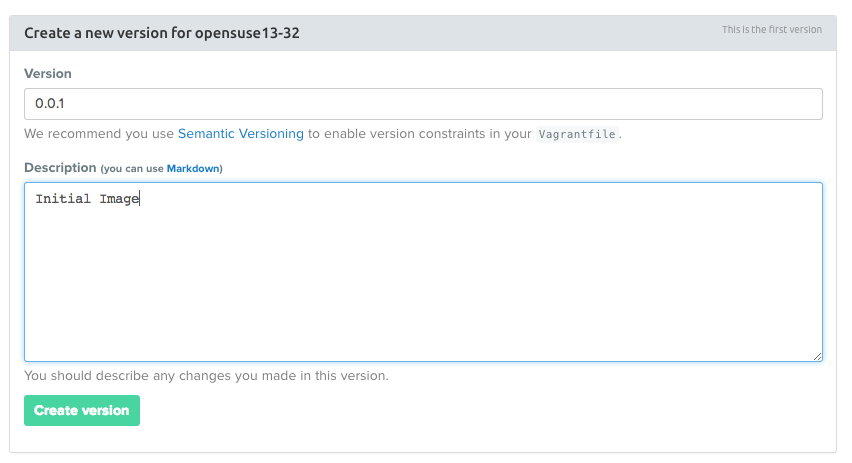 Create a new version for opensuse13-32
This is the first version
Version
0.0.1
We recommend you use Semantic Versioning to enable version constraints in your Vagrantfile.
Description (you can use Markdown)
Initial Image
You should describe any changes you made in this version.
Create version